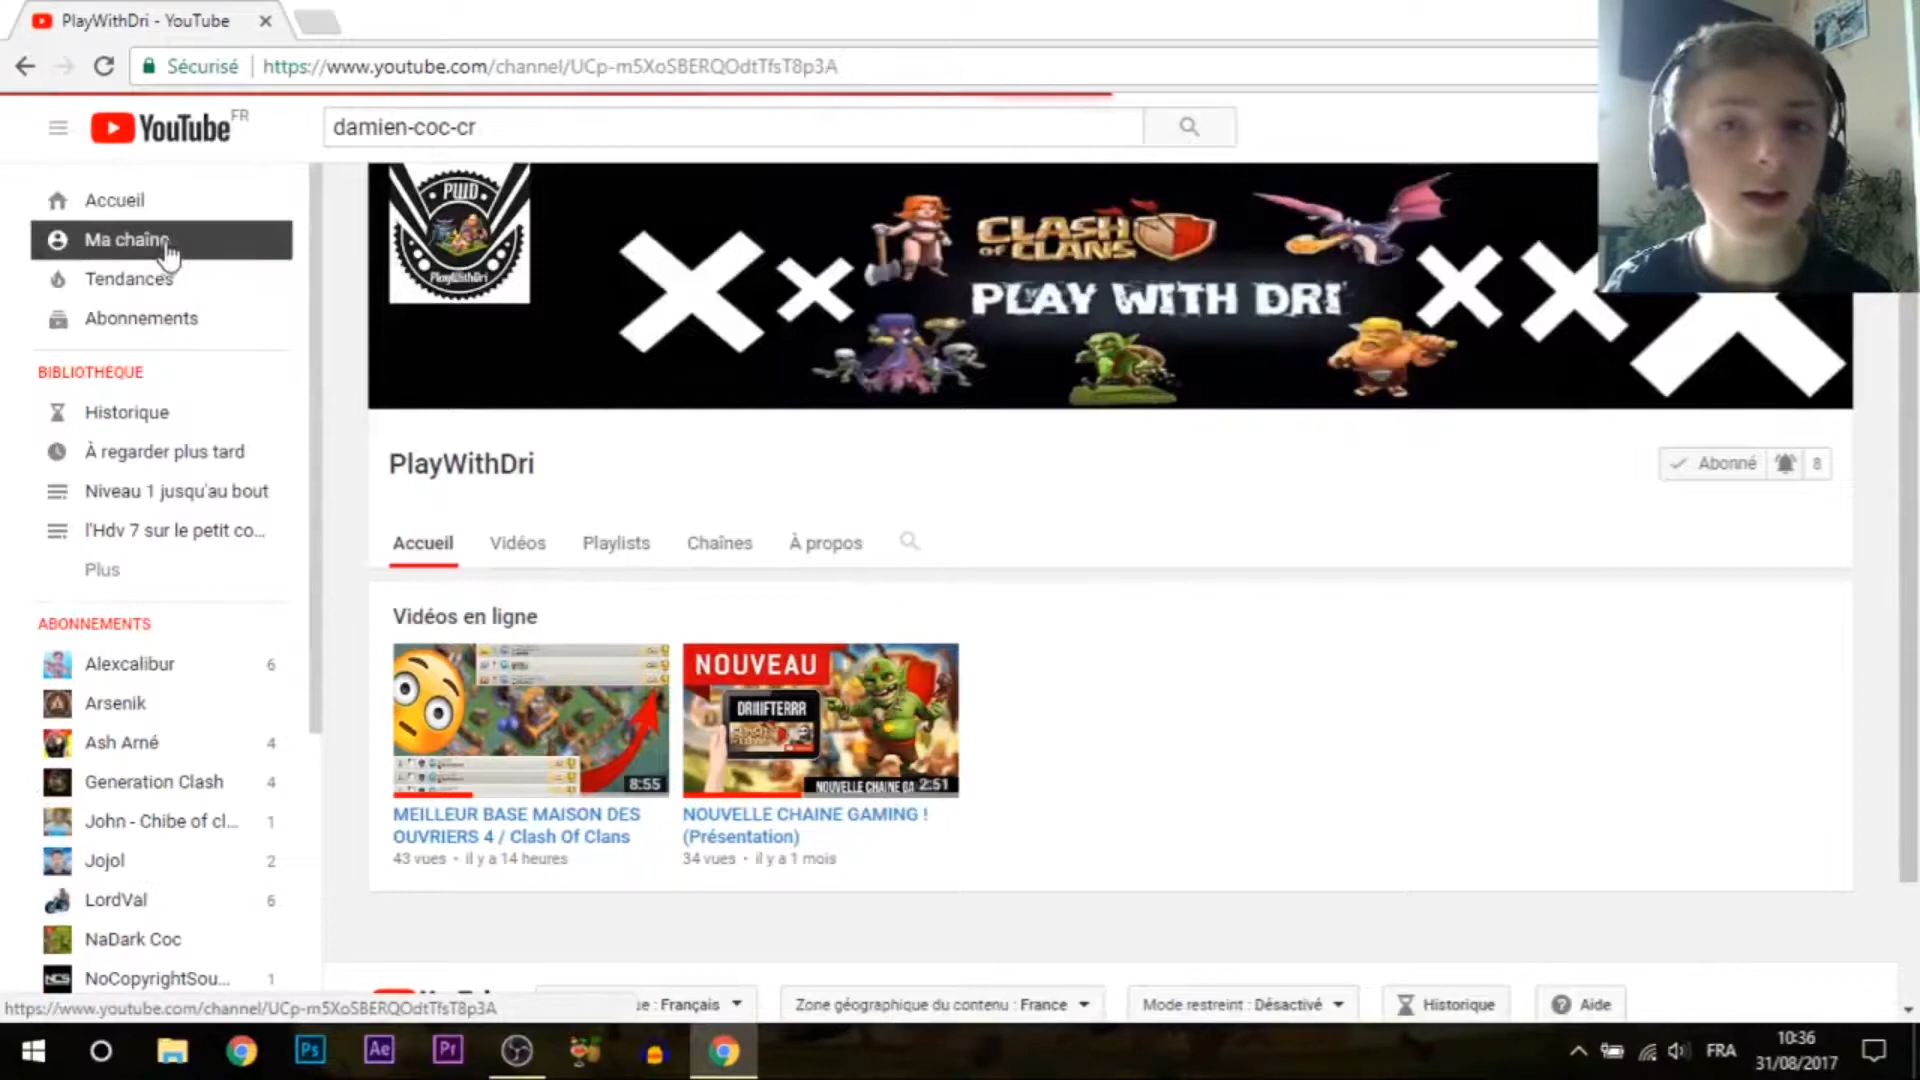 PlayWithDri - YouTube
Sécurisé https://www.youtube.com/channel/UCp-m5XoSBERQOdtTfsT8p3A
YouTube FR
damien-coc-cr
Accueil
Ma chaîne
Tendances
Abonnements
BIBLIOTHEQUE
Historique
À regarder plus tard
Niveau 1 jusqu'au bout
l'Hdv 7 sur le petit co...
Plus
ABONNEMENTS
Alexcalibur 6
Arsenik
Ash Arné 4
Generation Clash 4
John - Chibe of cl... 1
Jojol 2
LordVal 6
NaDark Coc
NoCopyrightSou... 1
PWD
PlayWithDri
CLASH OF CLANS
PLAY WITH DRI
PlayWithDri
Abonné 8
Accueil Vidéos Playlists Chaînes À propos
Vidéos en ligne
8:55
MEILLEUR BASE MAISON DES
OUVRIERS 4 / Clash Of Clans
43 vues • il y a 14 heures
NOUVEAU
DRIIIFTERRR
NOUVELLE CHAINE GA 2:51
NOUVELLE CHAINE GAMING !
(Présentation)
34 vues • il y a 1 mois
: Français
Zone géographique du contenu : France
Mode restreint : Désactivé
Historique
Aide
https://www.youtube.com/channel/UCp-m5XoSBERQOdtTfsT8p3A
Ps
Ae
Pr
FRA
10:36
31/08/2017